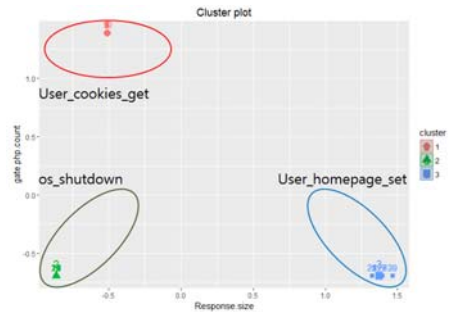 Cluster plot
User_cookies_get
os_shutdown
User_homepage_set
gate.php.count
1.0
0.5
0.0
-0.5
-0.5
0.0
0.5
1.0
1.5
Response.size
cluster
1
2
3